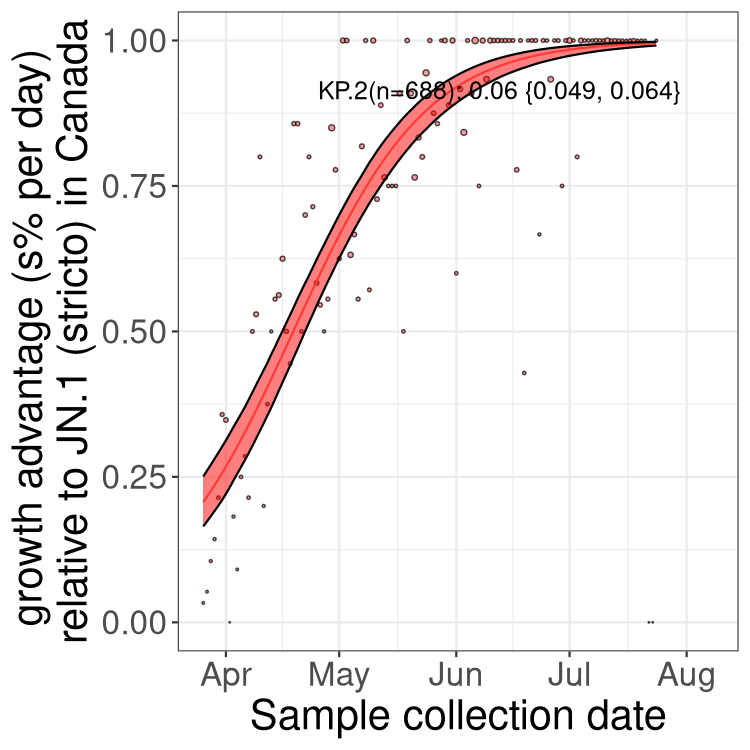 growth advantage (s% per day)
relative to JN.1 (stricto) in Canada
1.00
0.75
0.50
0.25
0.00
KP.2(n=688): 0.06 {0.049, 0.064}
Apr May Jun Jul Aug
Sample collection date